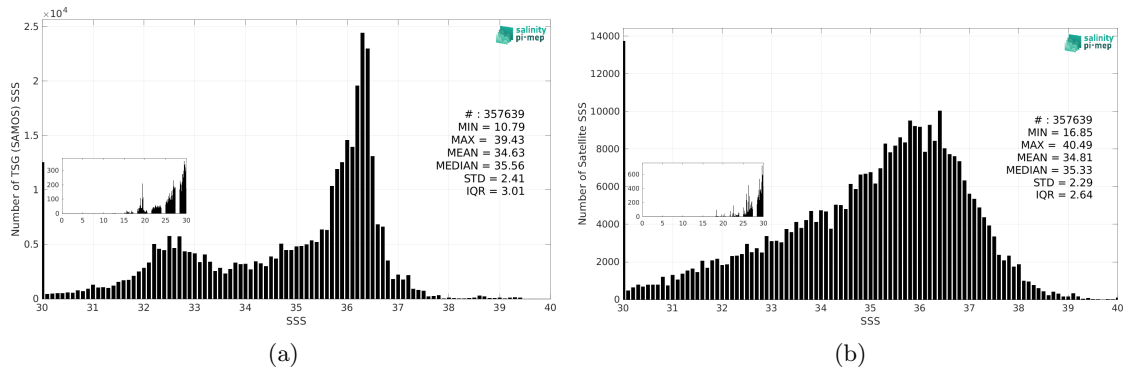 2.5 ×10⁴
2
1.5
1
0.5
0
Number of TSG (SAMOS) SSS
salinity
pi-mep
# : 357639
MIN = 10.79
MAX = 39.43
MEAN = 34.63
MEDIAN = 35.56
STD = 2.41
IQR = 3.01
300
200
100
0
0 5 10 15 20 25 30
30 31 32 33 34 35 36 37 38 39 40
SSS
(a)
14000
12000
10000
8000
6000
4000
2000
0
Number of Satellite SSS
salinity
pi-mep
# : 357639
MIN = 16.85
MAX = 40.49
MEAN = 34.81
MEDIAN = 35.33
STD = 2.29
IQR = 2.64
600
400
200
0
0 5 10 15 20 25 30
30 31 32 33 34 35 36 37 38 39 40
SSS
(b)